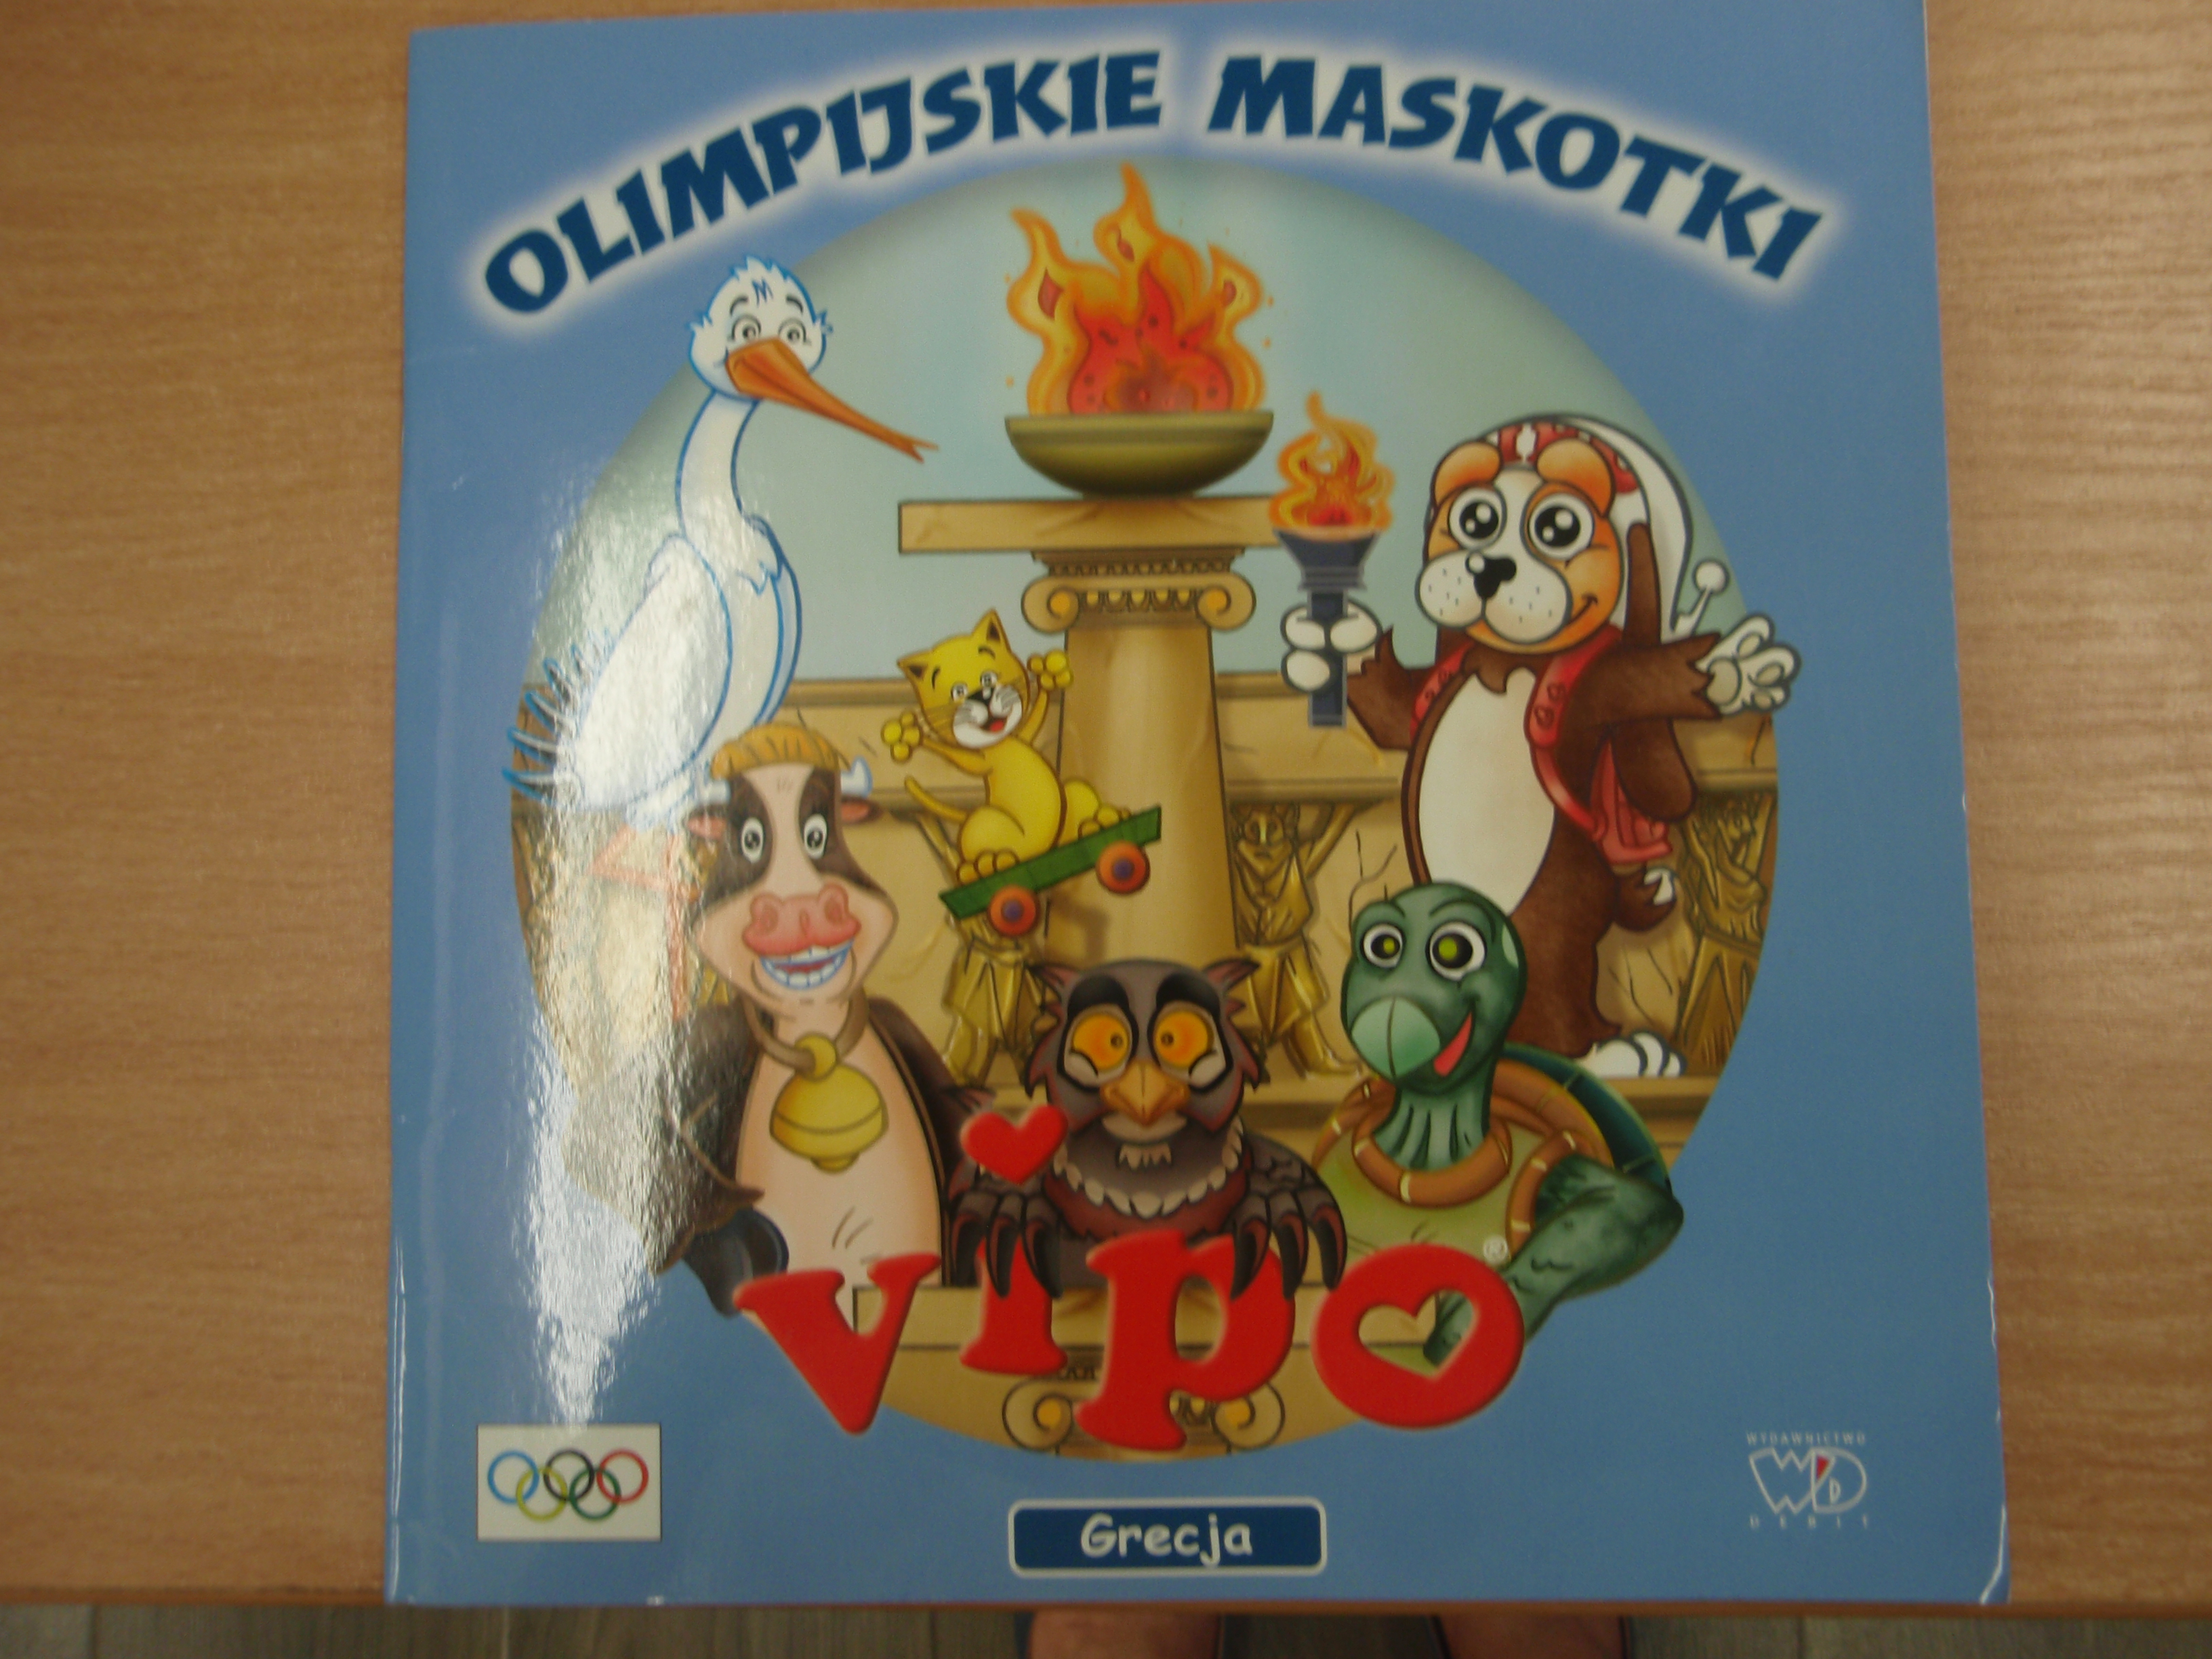 OLIMPIJSKIE MASKOTKI
vipo
®
Grecja
WYDAWNICTWO
WD
DEBIT